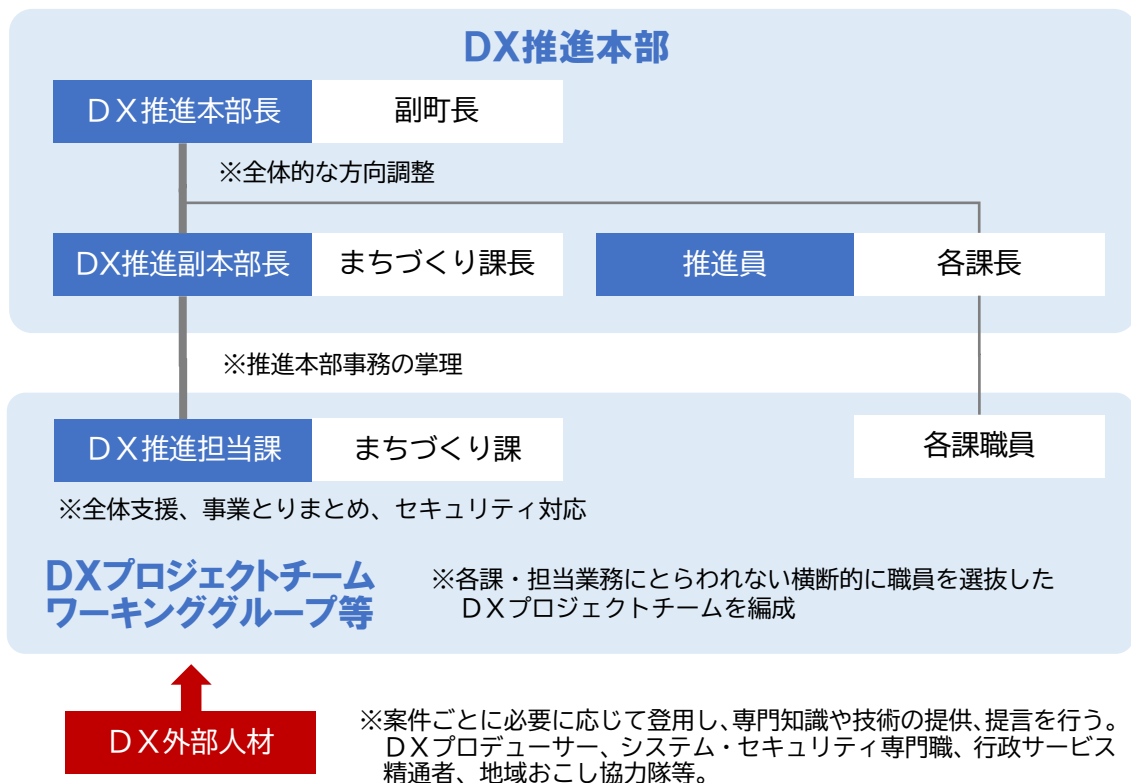 DX推進本部
ＤＸ推進本部長 副町長
※全体的な方向調整
DX推進副本部長 まちづくり課長 推進員 各課長
※推進本部事務の掌理
ＤＸ推進担当課 まちづくり課 各課職員
※全体支援、事業とりまとめ、セキュリティ対応
DXプロジェクトチーム
ワーキンググループ等
※各課・担当業務にとらわれない横断的に職員を選抜した
ＤＸプロジェクトチームを編成
ＤＸ外部人材
※案件ごとに必要に応じて登用し、専門知識や技術の提供、提言を行う。
ＤＸプロデューサー、システム・セキュリティ専門職、行政サービス
精通者、地域おこし協力隊等。